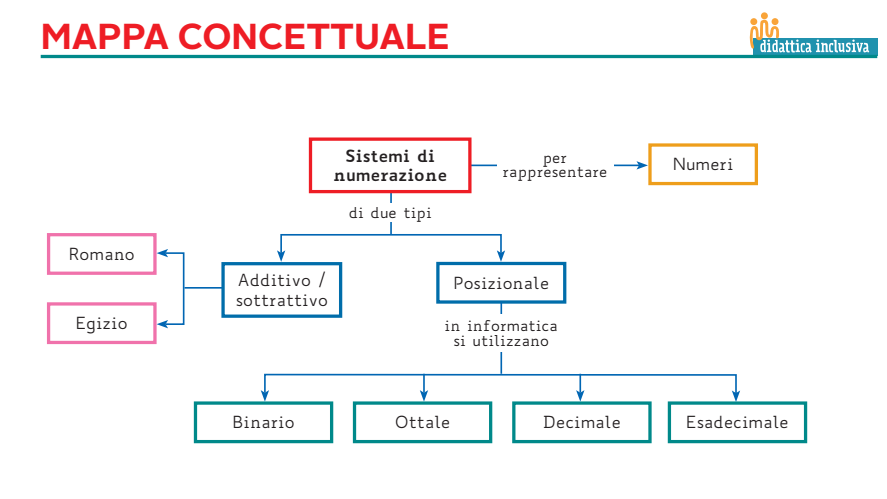 MAPPA CONCETTUALE
didattica inclusiva
Sistemi di
numerazione
per
rappresentare
Numeri
di due tipi
Romano
Egizio
Additivo /
sottrattivo
Posizionale
in informatica
si utilizzano
Binario
Ottale
Decimale
Esadecimale